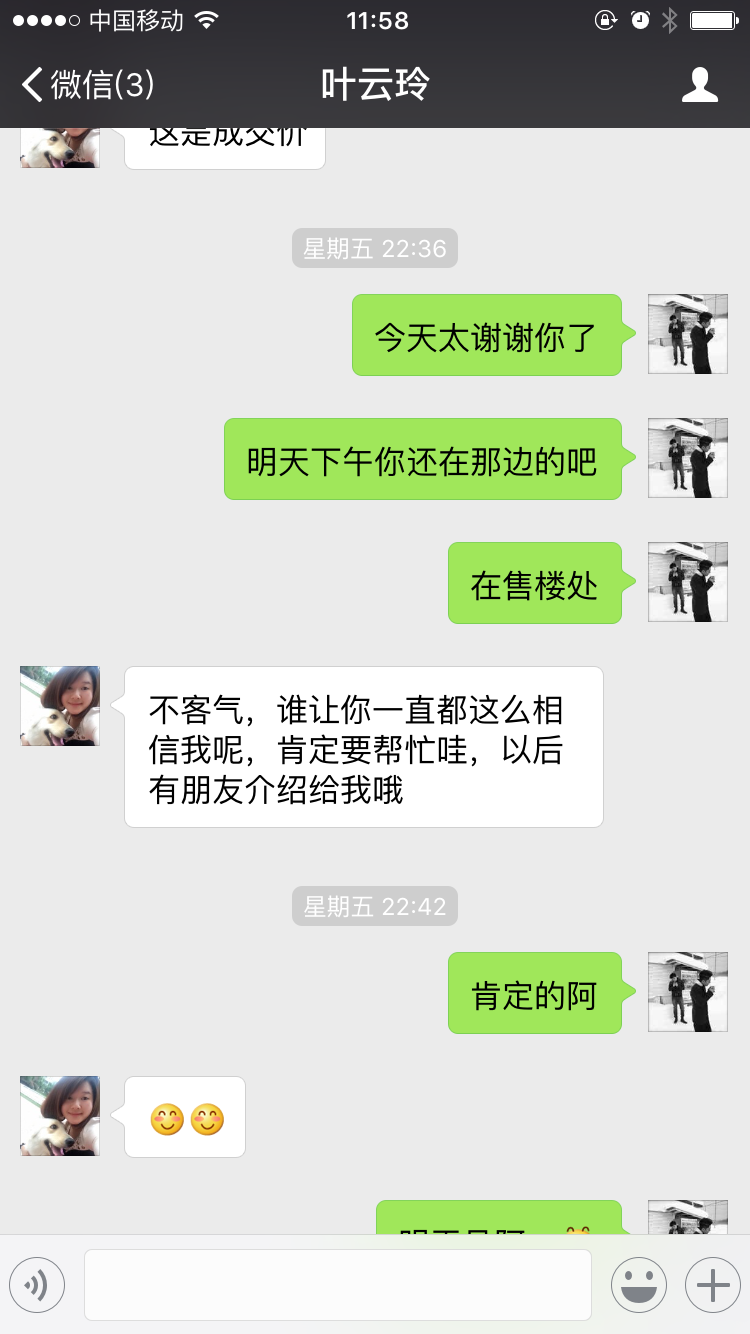 中国移动
11:58
微信(3)
叶云玲
这是成交价
星期五 22:36
今天太谢谢你了
明天下午你还在那边的吧
在售楼处
不客气，谁让你一直都这么相
信我呢，肯定要帮忙哇，以后
有朋友介绍给我哦
星期五 22:42
肯定的阿